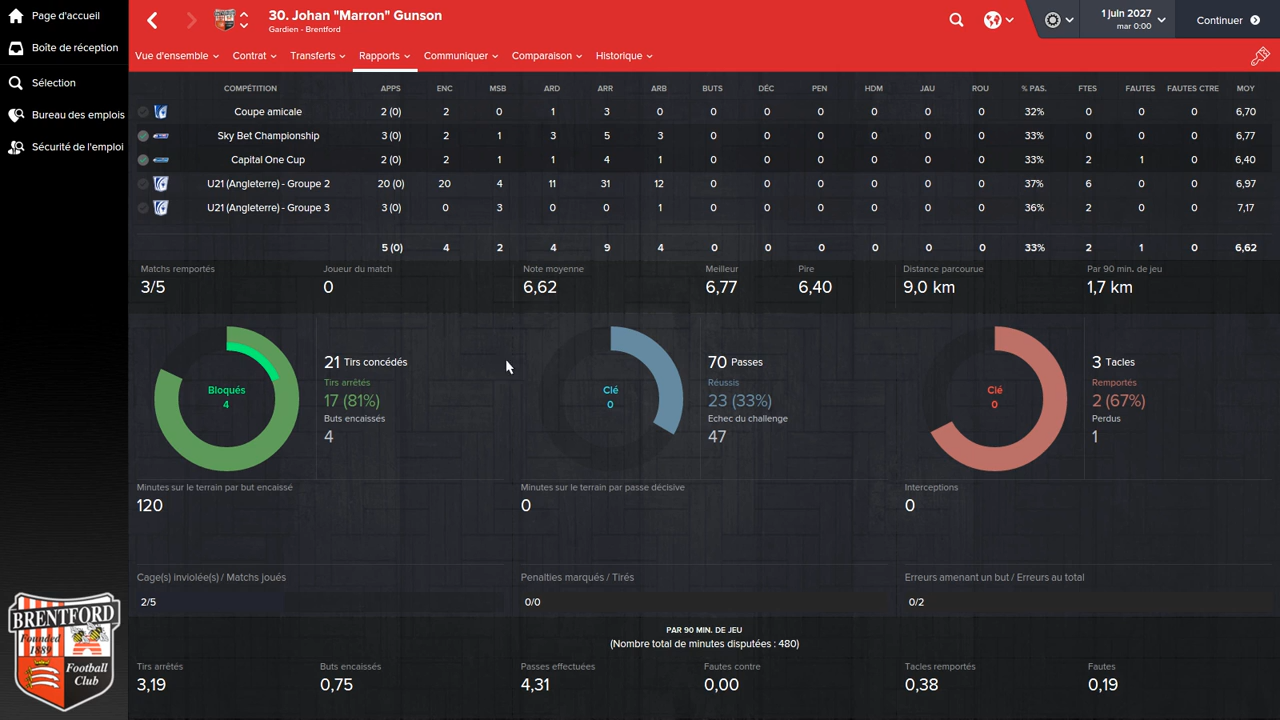 Page d'accueil
Boîte de réception
Sélection
Bureau des emplois
Sécurité de l'emploi
30. Johan "Marron" Gunson
Gardien - Brentford
1 juin 2027
mar 0:00
Continuer
Vue d'ensemble Contrat Transferts Rapports Communiquer Comparaison Historique
COMPÉTITION APPS ENC MSB ARD ARR ARB BUTS DÉC PEN HDM JAU ROU % PAS. FTES FAUTES FAUTES CTRE MOY
Coupe amicale 2 (0) 2 0 1 3 0 0 0 0 0 0 0 32% 0 0 0 6,70
Sky Bet Championship 3 (0) 2 1 3 5 3 0 0 0 0 0 0 33% 0 0 0 6,77
Capital One Cup 2 (0) 2 1 1 4 1 0 0 0 0 0 0 33% 2 1 0 6,40
U21 (Angleterre) - Groupe 2 20 (0) 20 4 11 31 12 0 0 0 0 0 0 37% 6 0 0 6,97
U21 (Angleterre) - Groupe 3 3 (0) 0 3 0 0 1 0 0 0 0 0 0 36% 2 0 0 7,17
5 (0) 4 2 4 9 4 0 0 0 0 0 0 33% 2 1 0 6,62
Matchs remportés Joueur du match Note moyenne Meilleur Pire Distance parcourue Par 90 min. de jeu
3/5 0 6,62 6,77 6,40 9,0 km 1,7 km
Bloqués
4
21 Tirs concédés
Tirs arrêtés
17 (81%)
Buts encaissés
4
Clé
0
70 Passes
Réussis
23 (33%)
Echec du challenge
47
Clé
0
3 Tacles
Remportés
2 (67%)
Perdus
1
Minutes sur le terrain par but encaissé Minutes sur le terrain par passe décisive Interceptions
120 0 0
Cage(s) inviolée(s) / Matchs joués Penalties marqués / Tirés Erreurs amenant un but / Erreurs au total
2/5 0/0 0/2
PAR 90 MIN. DE JEU
(Nombre total de minutes disputées : 480)
Tirs arrêtés Buts encaissés Passes effectuées Fautes contre Tacles remportés Fautes
3,19 0,75 4,31 0,00 0,38 0,19
BRENTFORD
Founded
1889
Football
Club